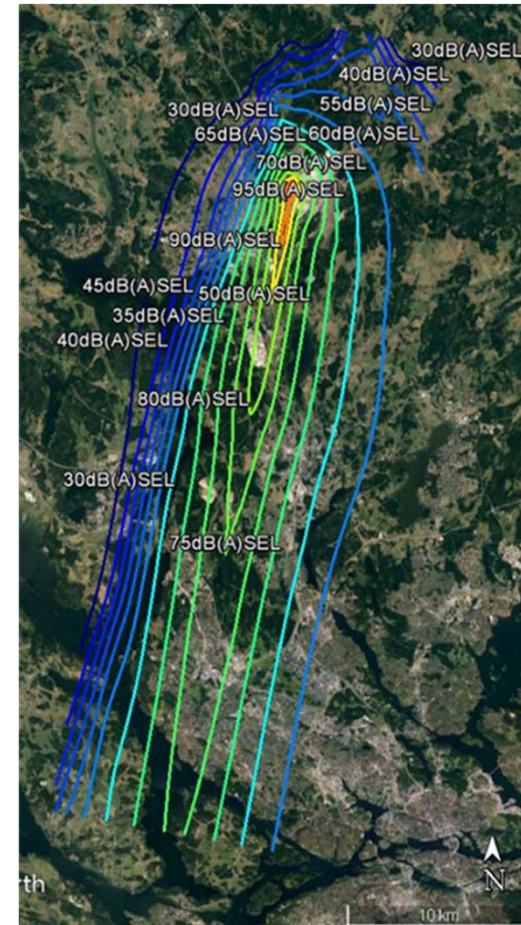 30dB(A)SEL
40dB(A)SEL
55dB(A)SEL
30dB(A)SEL
65dB(A)SEL
60dB(A)SEL
70dB(A)SEL
95dB(A)SEL
90dB(A)SEL
45dB(A)SEL
50dB(A)SEL
35dB(A)SEL
40dB(A)SEL
80dB(A)SEL
30dB(A)SEL
75dB(A)SEL
N
rth
10 km